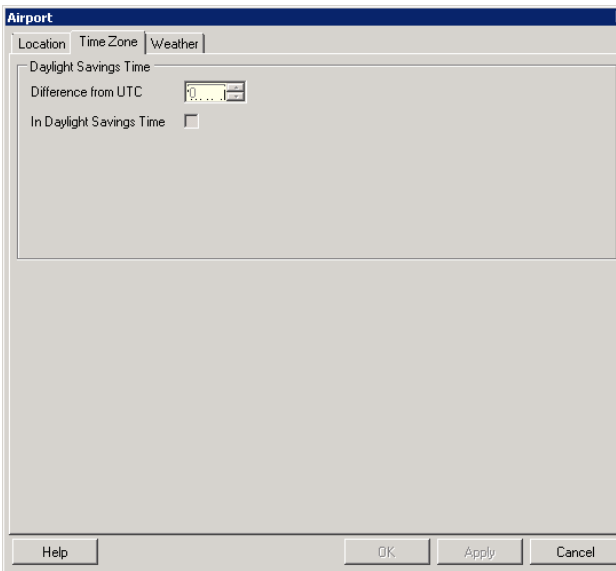 Airport
Location Time Zone Weather
Daylight Savings Time
Difference from UTC 0
In Daylight Savings Time
Help OK Apply Cancel